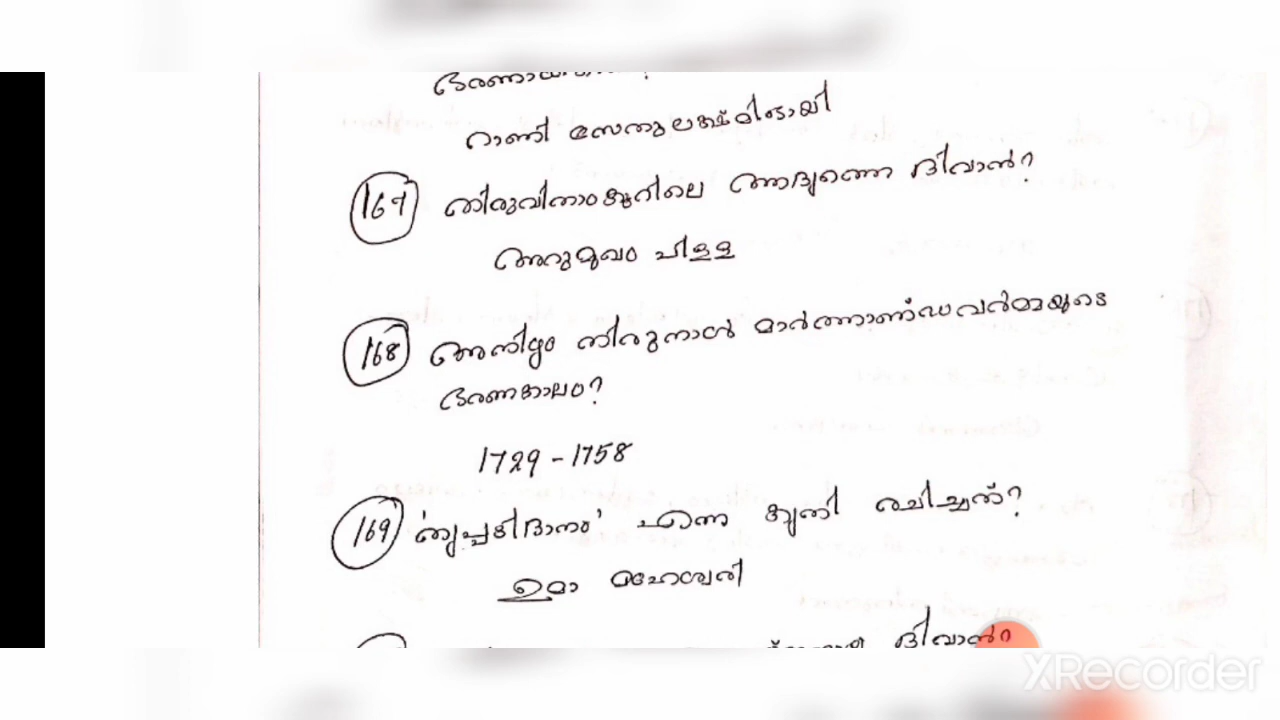 റാണി സേതുലക്ഷ്മിഭായി
167 തിരുവിതാംകൂറിലെ ആദ്യത്തെ ദിവാൻ?
അറുമുഖം പിള്ള
168 അനിഴം തിരുനാൾ മാർത്താണ്ഡവർമ്മയുടെ
ഭരണകാലം?
1729 - 1758
169 'തൃപ്പടിദാനം' എന്ന കൃതി രചിച്ചത്?
ഉമാ മഹേശ്വരി
ദിവാൻ?
XRecorder